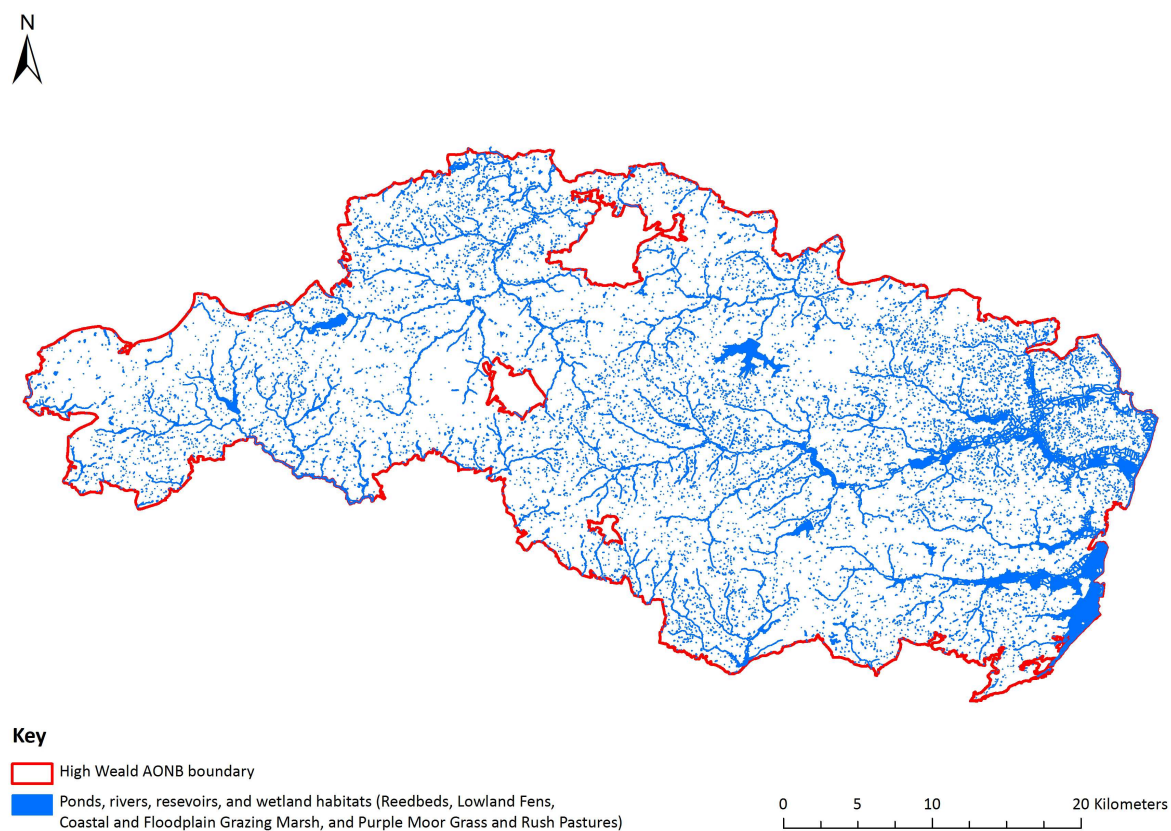 N
Key
High Weald AONB boundary
Ponds, rivers, resevoirs, and wetland habitats (Reedbeds, Lowland Fens,
Coastal and Floodplain Grazing Marsh, and Purple Moor Grass and Rush Pastures)
0 5 10 20 Kilometers